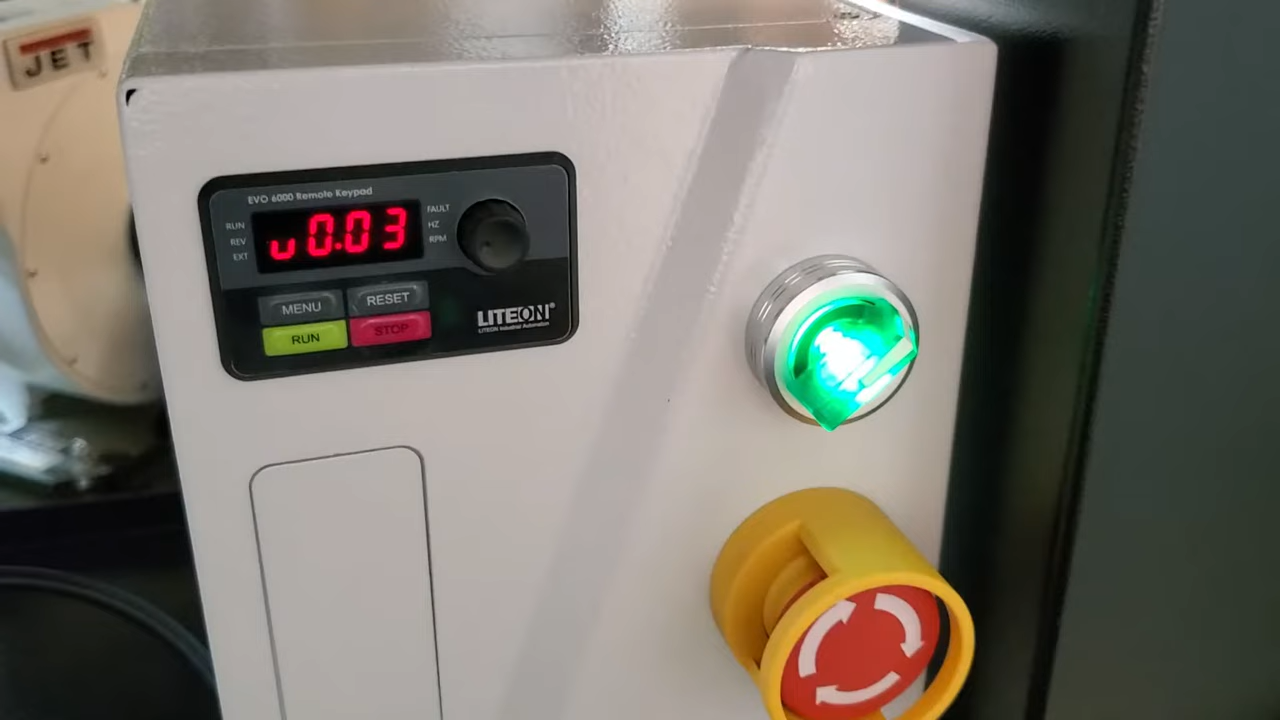 JET
EVO 6000 Remote Keypad
RUN
REV
EXT
u0.03
FAULT
HZ
RPM
MENU
RESET
RUN
STOP
LITEON®
LITEON Industrial Automation